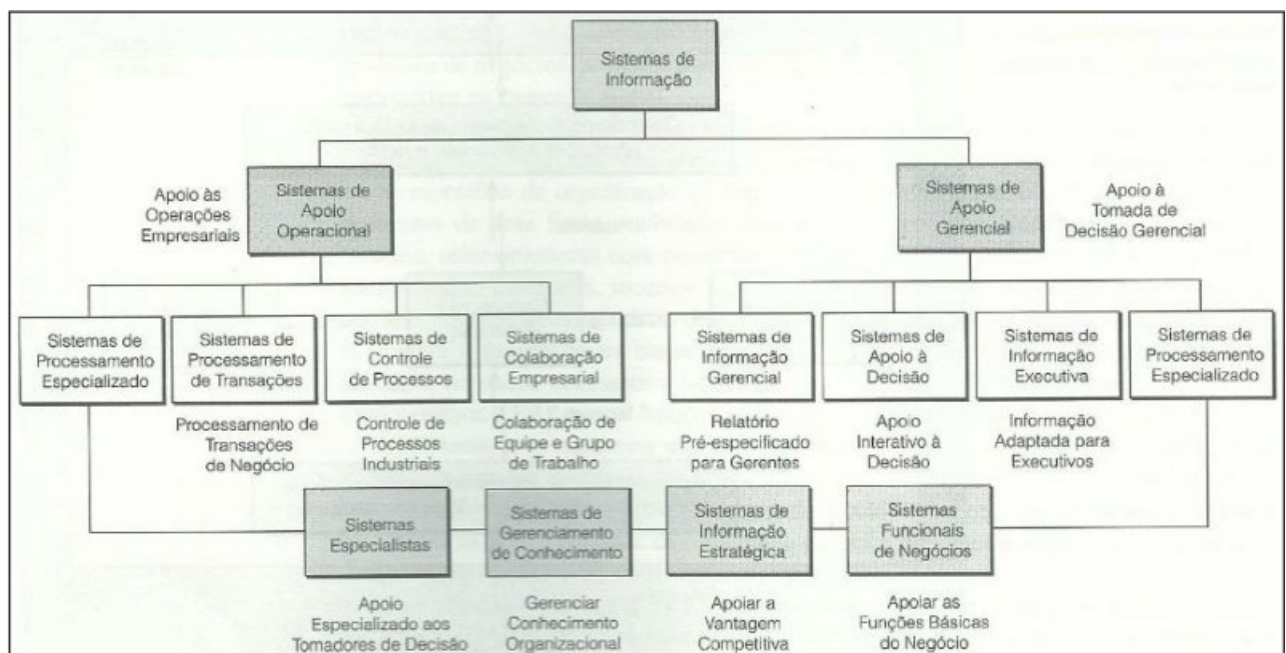 Sistemas de
Informação
Apoio às
Operações
Empresariais
Sistemas de
Apoio
Operacional
Sistemas de
Apoio
Gerencial
Apoio à
Tomada de
Decisão Gerencial
Sistemas de
Processamento
Especializado
Sistemas de
Processamento
de Transações
Processamento de
Transações
de Negócio
Sistemas de
Controle
de Processos
Controle de
Processos
Industriais
Sistemas de
Colaboração
Empresarial
Colaboração de
Equipe e Grupo
de Trabalho
Sistemas de
Informação
Gerencial
Relatório
Pré-especificado
para Gerentes
Sistemas de
Apoio à
Decisão
Apoio
Interativo à
Decisão
Sistemas de
Informação
Executiva
Informação
Adaptada para
Executivos
Sistemas de
Processamento
Especializado
Sistemas
Especialistas
Apoio
Especializado aos
Tomadores de Decisão
Sistemas de
Gerenciamento
de Conhecimento
Gerenciar
Conhecimento
Organizacional
Sistemas de
Informação
Estratégica
Apoiar a
Vantagem
Competitiva
Sistemas
Funcionais
de Negócios
Apoiar as
Funções Básicas
do Negócio